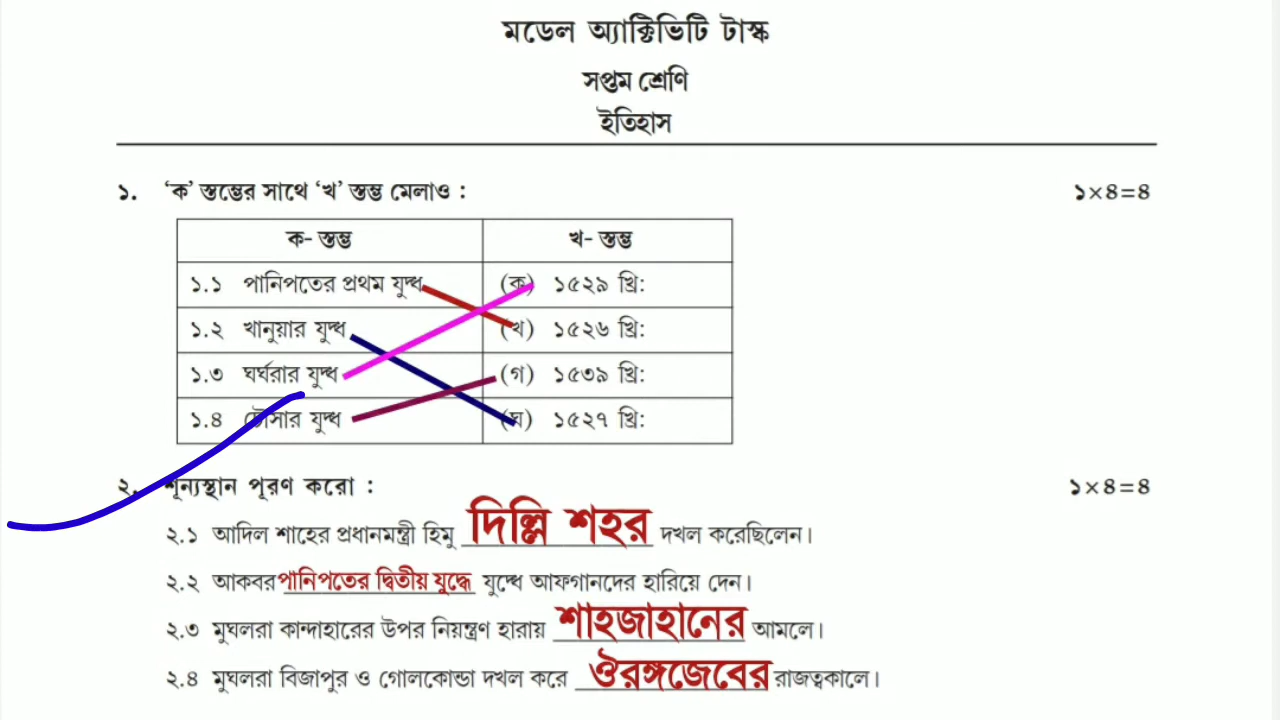 মডেল অ্যাক্টিভিটি টাস্ক
সপ্তম শ্রেণি
ইতিহাস
১. ‘ক’ স্তম্ভের সাথে ‘খ’ স্তম্ভ মেলাও : ১×৪=৪
ক- স্তম্ভ খ- স্তম্ভ
১.১ পানিপতের প্রথম যুদ্ধ (ক) ১৫২৯ খ্রি:
১.২ খানুয়ার যুদ্ধ (খ) ১৫২৬ খ্রি:
১.৩ ঘর্ঘরার যুদ্ধ (গ) ১৫৩৯ খ্রি:
১.৪ চৌসার যুদ্ধ (ঘ) ১৫২৭ খ্রি:
২. শূন্যস্থান পূরণ করো : ১×৪=৪
২.১ আদিল শাহের প্রধানমন্ত্রী হিমু দিল্লি শহর দখল করেছিলেন।
২.২ আকবর পানিপতের দ্বিতীয় যুদ্ধে যুদ্ধে আফগানদের হারিয়ে দেন।
২.৩ মুঘলরা কান্দাহারের উপর নিয়ন্ত্রণ হারায় শাহজাহানের আমলে।
২.৪ মুঘলরা বিজাপুর ও গোলকোন্ডা দখল করে ঔরঙ্গজেবের রাজত্বকালে।